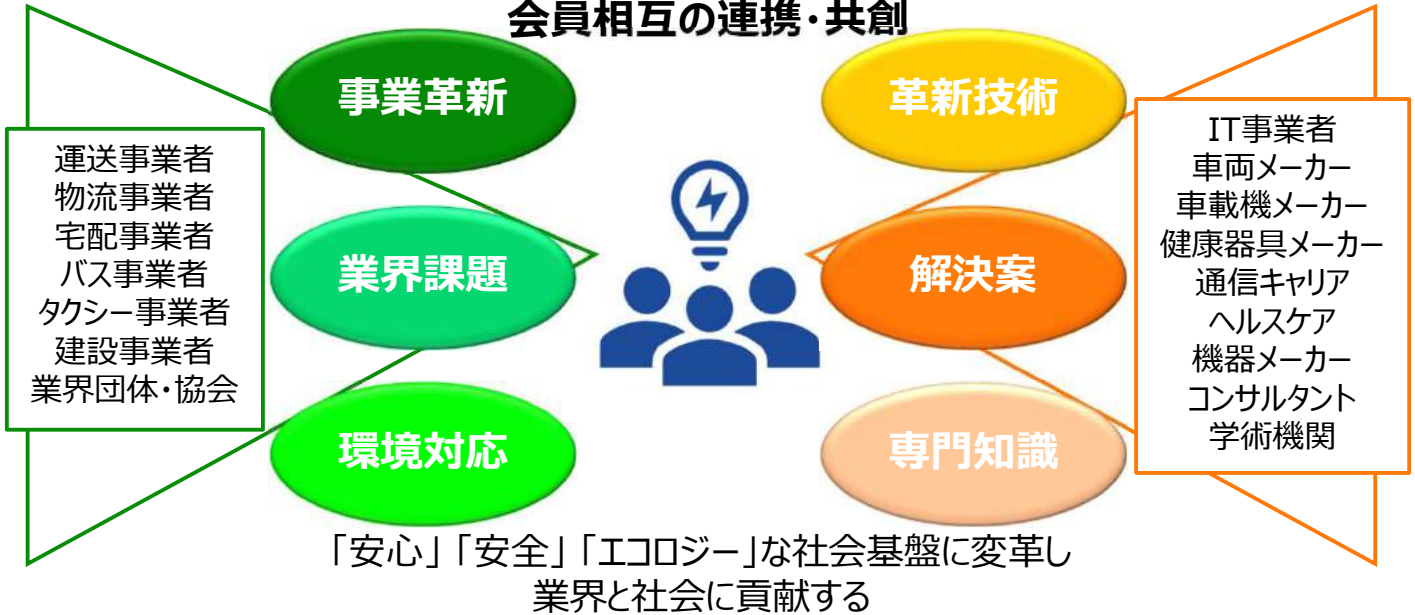 会員相互の連携・共創
運送事業者
物流事業者
宅配事業者
バス事業者
タクシー事業者
建設事業者
業界団体・協会
事業革新
業界課題
環境対応
革新技術
解決案
専門知識
IT事業者
車両メーカー
車載機メーカー
健康器具メーカー
通信キャリア
ヘルスケア
機器メーカー
コンサルタント
学術機関
「安心」「安全」「エコロジー」な社会基盤に変革し
業界と社会に貢献する